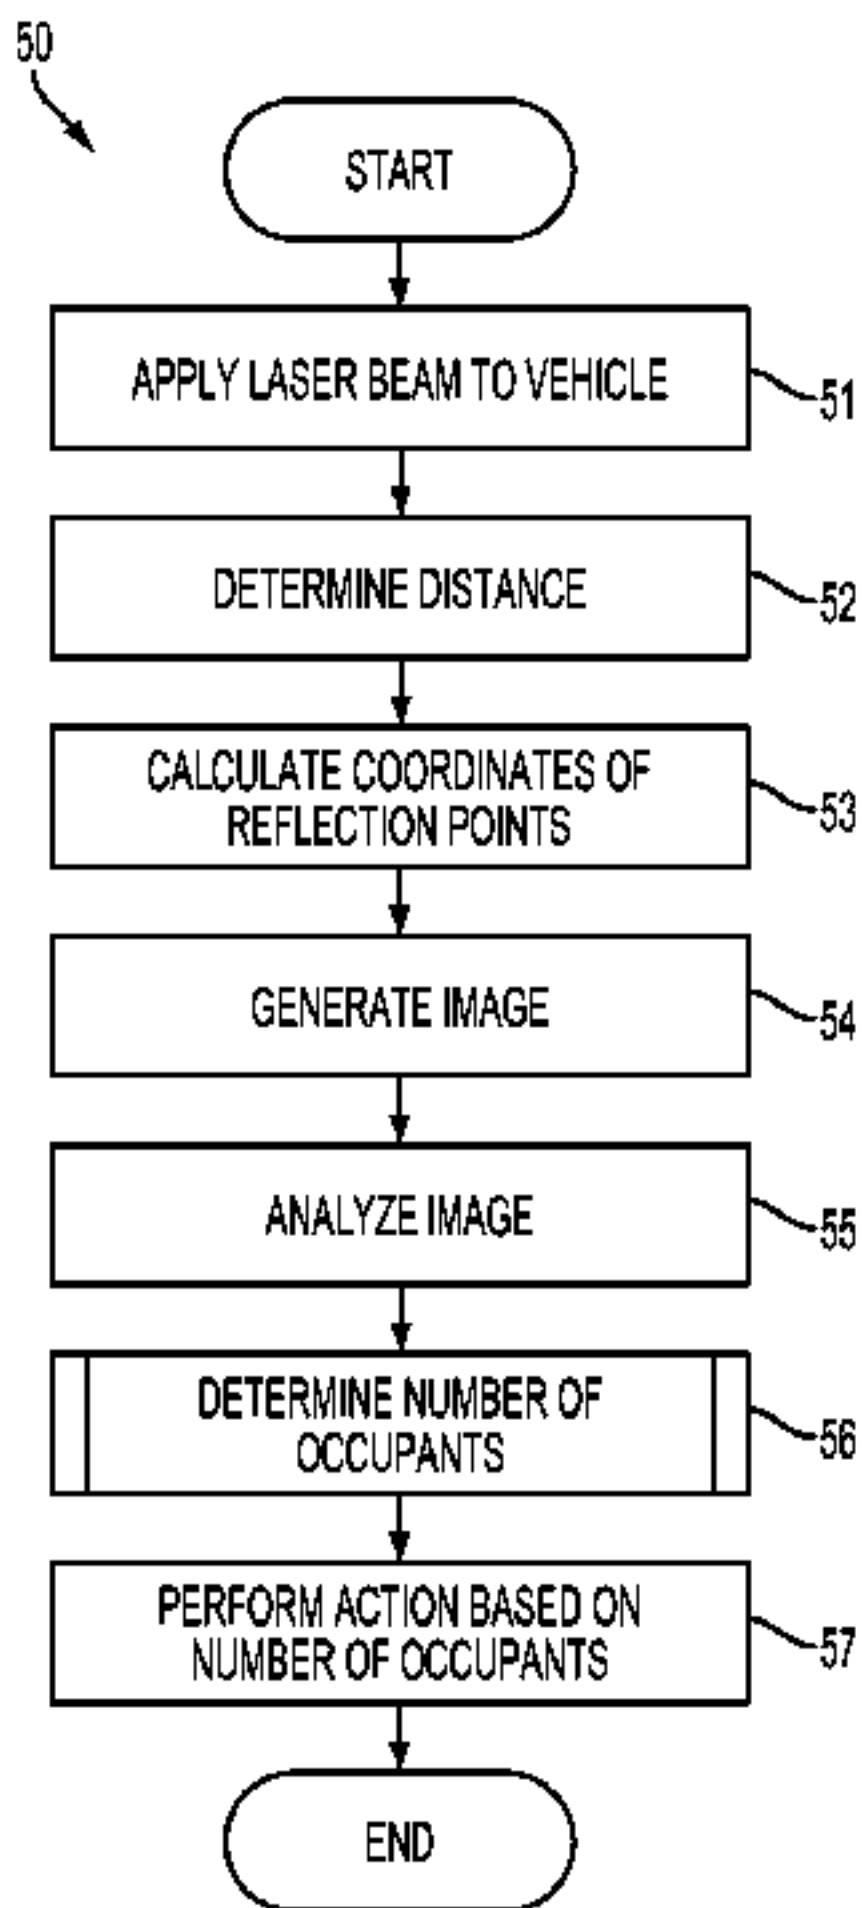 50
START
APPLY LASER BEAM TO VEHICLE
51
DETERMINE DISTANCE
52
CALCULATE COORDINATES OF
REFLECTION POINTS
53
GENERATE IMAGE
54
ANALYZE IMAGE
55
DETERMINE NUMBER OF
OCCUPANTS
56
PERFORM ACTION BASED ON
NUMBER OF OCCUPANTS
57
END